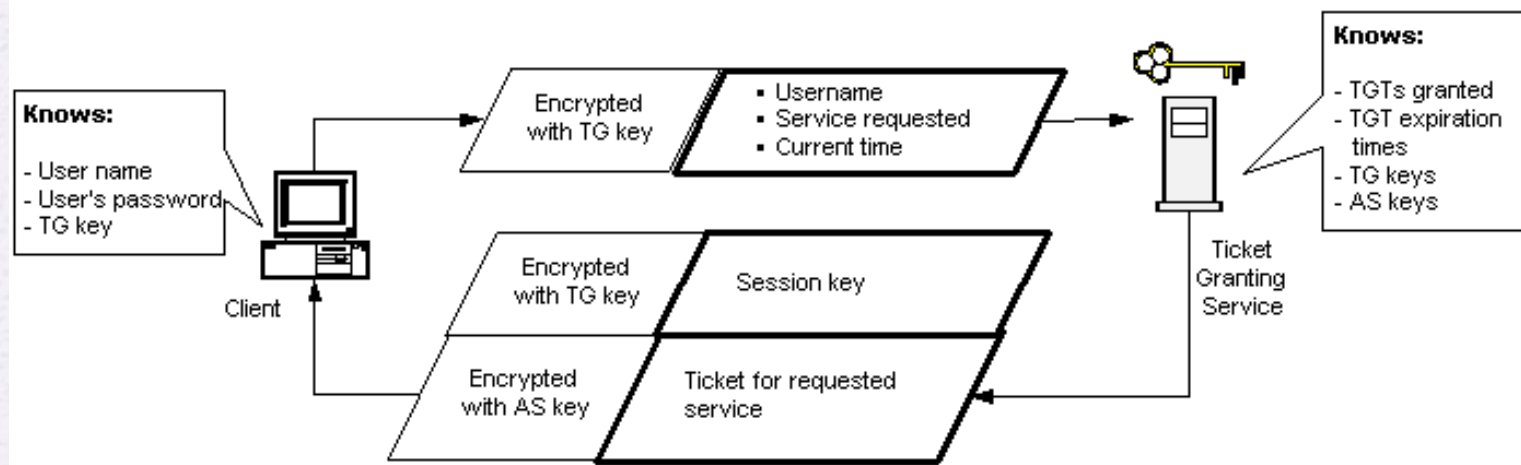 Knows:
- User name
- User's password
- TG key
Client
Encrypted
with TG key
▪ Username
▪ Service requested
▪ Current time
Knows:
- TGTs granted
- TGT expiration
times
- TG keys
- AS keys
Ticket
Granting
Service
Encrypted
with TG key
Session key
Encrypted
with AS key
Ticket for requested
service